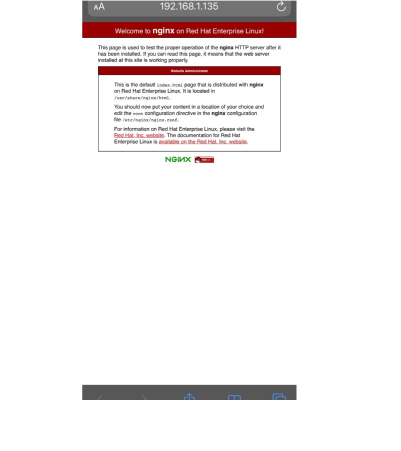 AA 192.168.1.135
Welcome to nginx on Red Hat Enterprise Linux!
This page is used to test the proper operation of the nginx HTTP server after it
has been installed. If you can read this page, it means that the web server
installed at this site is working properly.
Website Administrator
This is the default index.html page that is distributed with nginx
on Red Hat Enterprise Linux. It is located in
/usr/share/nginx/html.
You should now put your content in a location of your choice and
edit the root configuration directive in the nginx configuration
file /etc/nginx/nginx.conf.
For information on Red Hat Enterprise Linux, please visit the
Red Hat, Inc. website. The documentation for Red Hat
Enterprise Linux is available on the Red Hat, Inc. website.
NGINX